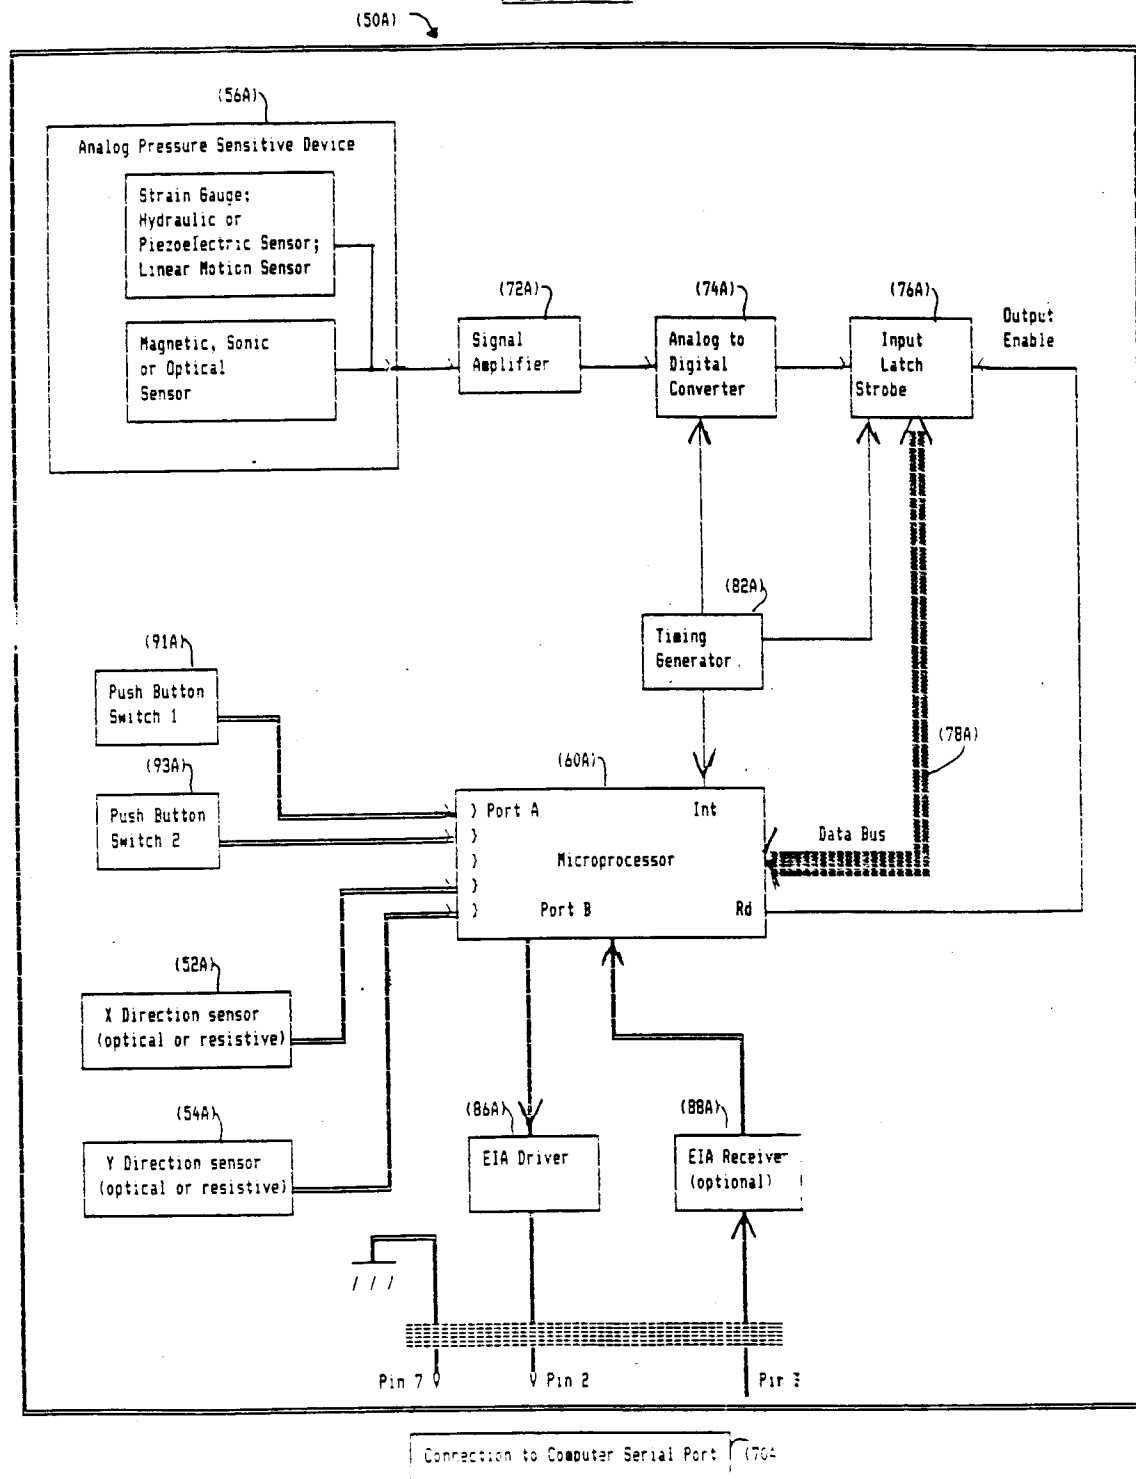 (50A)
(56A)
Analog Pressure Sensitive Device
Strain Gauge;
Hydraulic or
Piezoelectric Sensor;
Linear Motion Sensor
Magnetic, Sonic
or Optical
Sensor
(72A)
Signal
Amplifier
(74A)
Analog to
Digital
Converter
(76A)
Input
Latch
Strobe
Output
Enable
(82A)
Timing
Generator
(78A)
Data Bus
(91A)
Push Button
Switch 1
(93A)
Push Button
Switch 2
(60A)
Port A
Int
Microprocessor
Port B
Rd
(52A)
X Direction sensor
(optical or resistive)
(54A)
Y Direction sensor
(optical or resistive)
(86A)
EIA Driver
(88A)
EIA Receiver
(optional)
Pin 7
Pin 2
Connection to Computer Serial Port